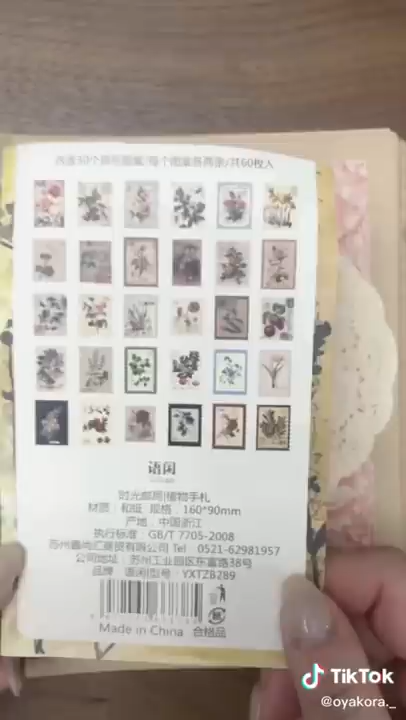 内含30个邮票图案/每个图案各两张/共60枚入
语闲
时光邮局|植物手札
材质：和纸 规格：160*90mm
产地：中国浙江
执行标准：GB/T 7705-2008
苏州鑫尚汇商贸有限公司 Tel 0521-62981957
公司地址：苏州工业园区东富路38号
品牌：语闲|型号：YXTZB289
Made in China 合格品
TikTok
@oyakora._